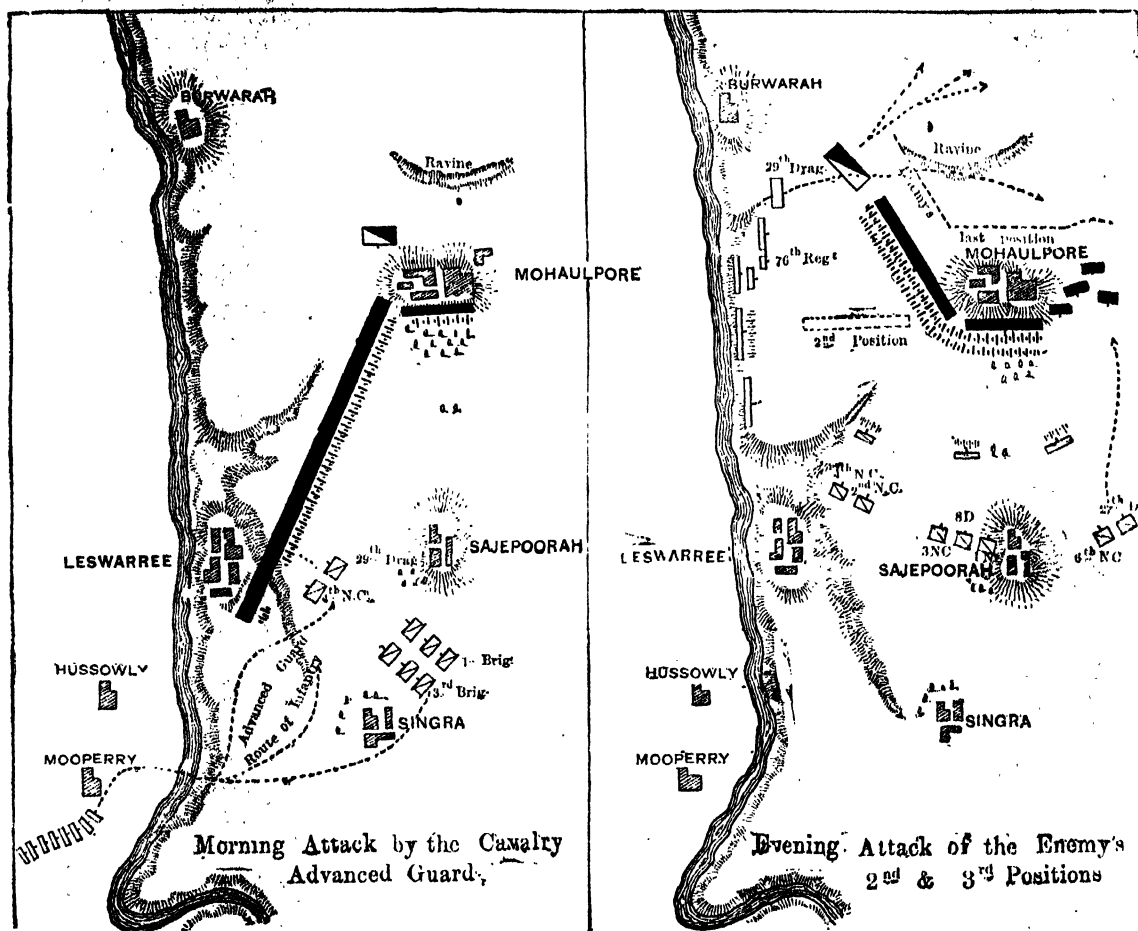 BURWARAH
Ravine
MOHAULPORE
LESWARREE
SAJEPOORAH
29th Drag
4th N.C.
HUSSOWLY
Advanced Guard
Route of Infantry
1st Brig.
3rd Brig.
SINGRA
MOOPERRY
Morning Attack by the Cavalry
Advanced Guard.
BURWARAH
29th Drag.
Ravine
last Position
MOHAULPORE
76th Regt
2nd Position
N.C.
2nd N.C.
8D
3NC
27th
6th NC
LESWARREE
SAJEPOORAH
HUSSOWLY
SINGRA
MOOPERRY
Evening Attack of the Enemy's
2nd & 3rd Positions